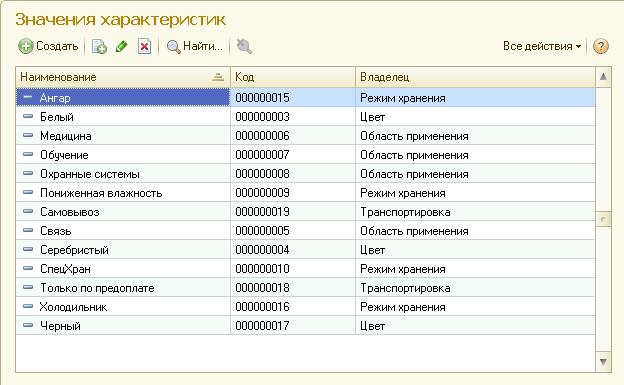 Значения характеристик
Создать Найти... Все действия
Наименование Код Владелец
Ангар 000000015 Режим хранения
Белый 000000003 Цвет
Медицина 000000006 Область применения
Обучение 000000007 Область применения
Охранные системы 000000008 Область применения
Пониженная влажность 000000009 Режим хранения
Самовывоз 000000019 Транспортировка
Связь 000000005 Область применения
Серебристый 000000004 Цвет
СпецХран 000000010 Режим хранения
Только по предоплате 000000018 Транспортировка
Холодильник 000000016 Режим хранения
Черный 000000017 Цвет